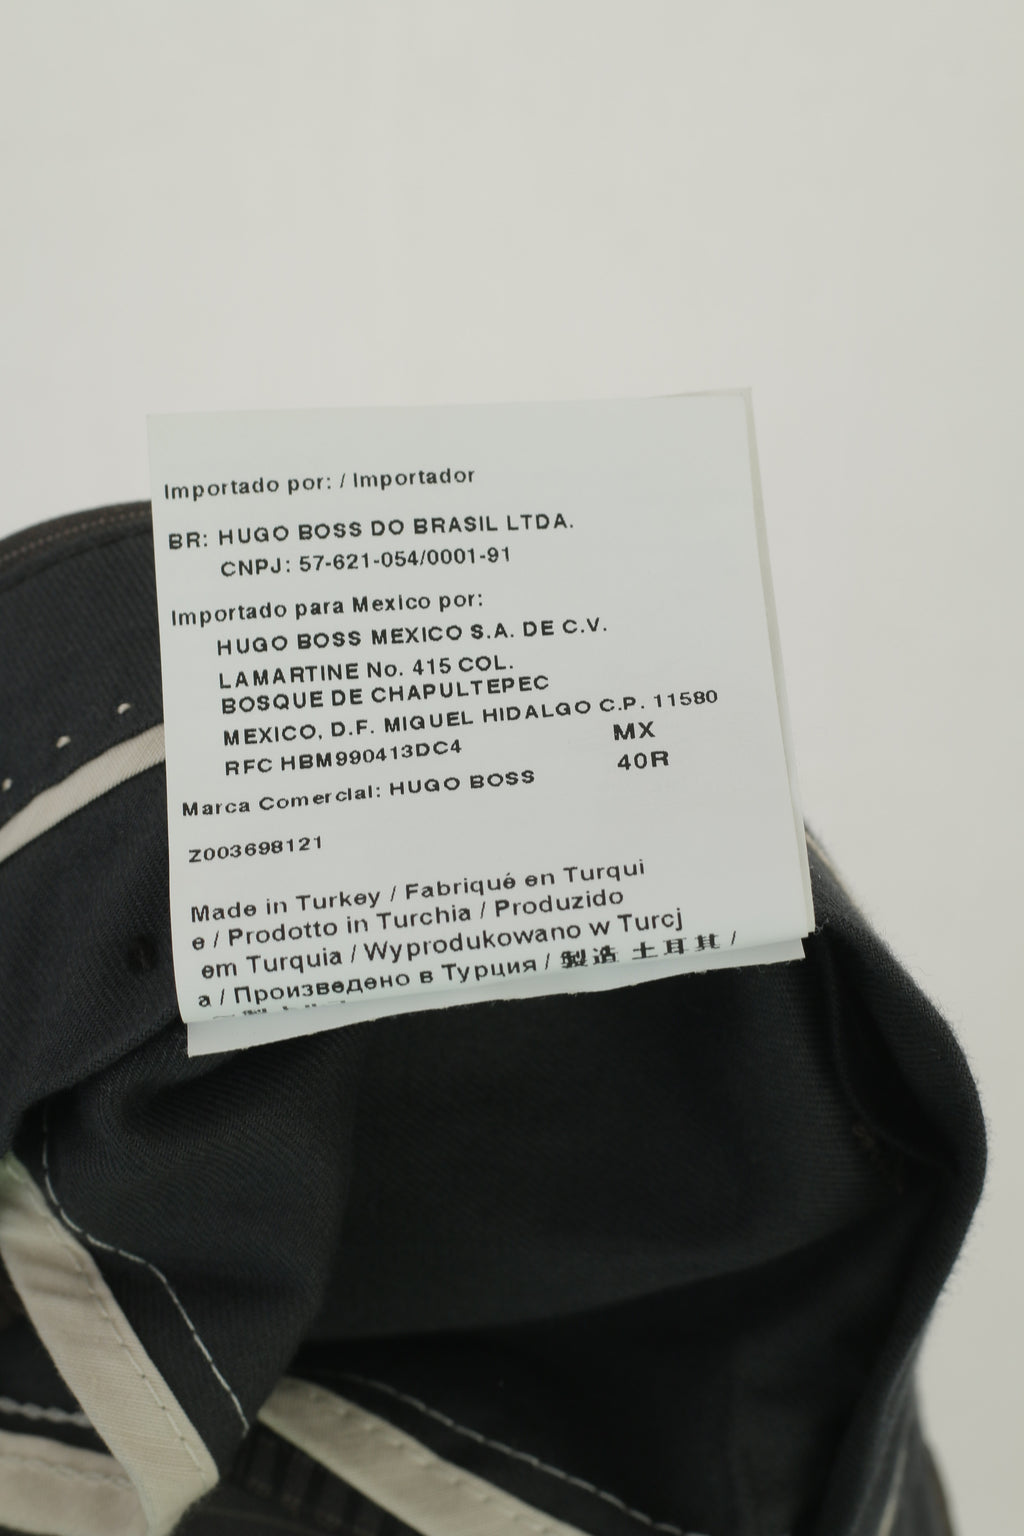 Importado por: / Importador
BR: HUGO BOSS DO BRASIL LTDA.
CNPJ: 57-621-054/0001-91
Importado para Mexico por:
HUGO BOSS MEXICO S.A. DE C.V.
LAMARTINE No. 415 COL.
BOSQUE DE CHAPULTEPEC
MEXICO, D.F. MIGUEL HIDALGO C.P. 11580
RFC HBM990413DC4 MX
40R
Marca Comercial: HUGO BOSS
Z003698121
Made in Turkey / Fabriqué en Turqui
e / Prodotto in Turchia / Produzido
em Turquia / Wyprodukowano w Turcj
a / Произведено в Турция / 製造 土耳其 /